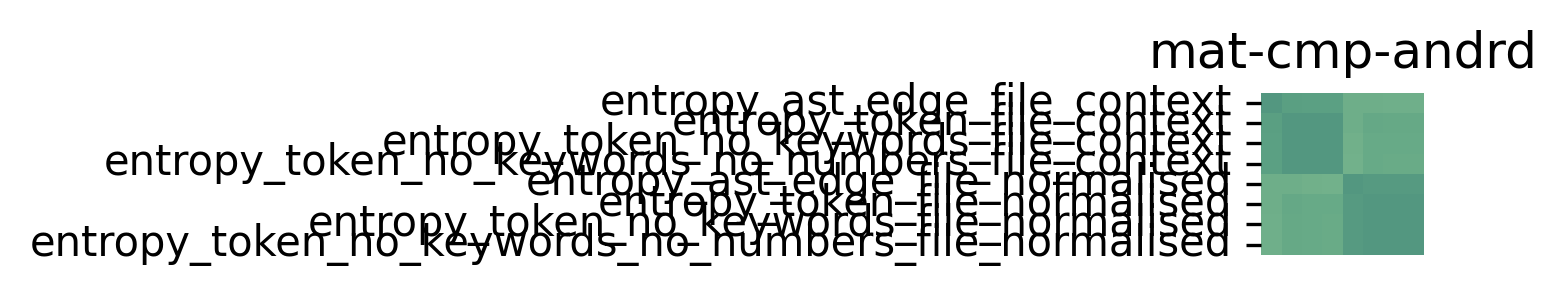 mat-cmp-andrd
entropy_ast_edge_file_context
entropy_token_file_context
entropy_token_no_keywords_file_context
entropy_token_no_keywords_no_numbers_file_context
entropy_ast_edge_file_normalised
entropy_token_file_normalised
entropy_token_no_keywords_file_normalised
entropy_token_no_keywords_no_numbers_file_normalised